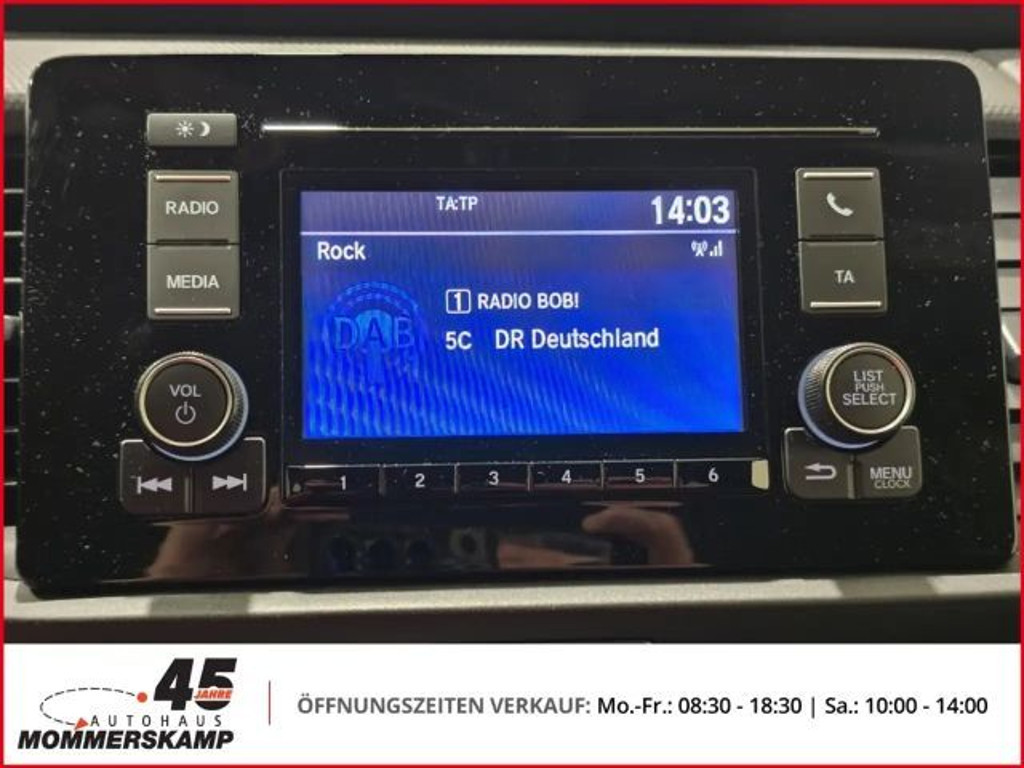 TA:TP
14:03
Rock
RADIO
MEDIA
TA
1 RADIO BOB!
DAB
5C DR Deutschland
VOL
LIST
PUSH
SELECT
1 2 3 4 5 6
MENU
CLOCK
45
JAHRE
AUTOHAUS
MOMMERSKAMP
ÖFFNUNGSZEITEN VERKAUF: Mo.-Fr.: 08:30 - 18:30 | Sa.: 10:00 - 14:00